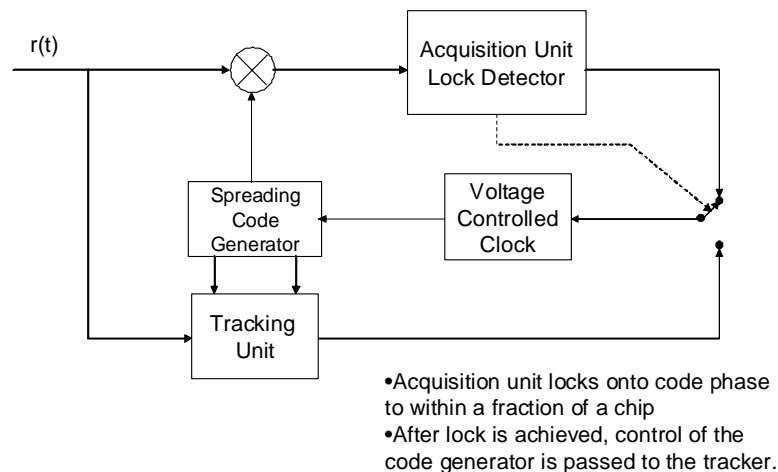 r(t)
Acquisition Unit
Lock Detector
Spreading
Code
Generator
Voltage
Controlled
Clock
Tracking
Unit
•Acquisition unit locks onto code phase
to within a fraction of a chip
•After lock is achieved, control of the
code generator is passed to the tracker.